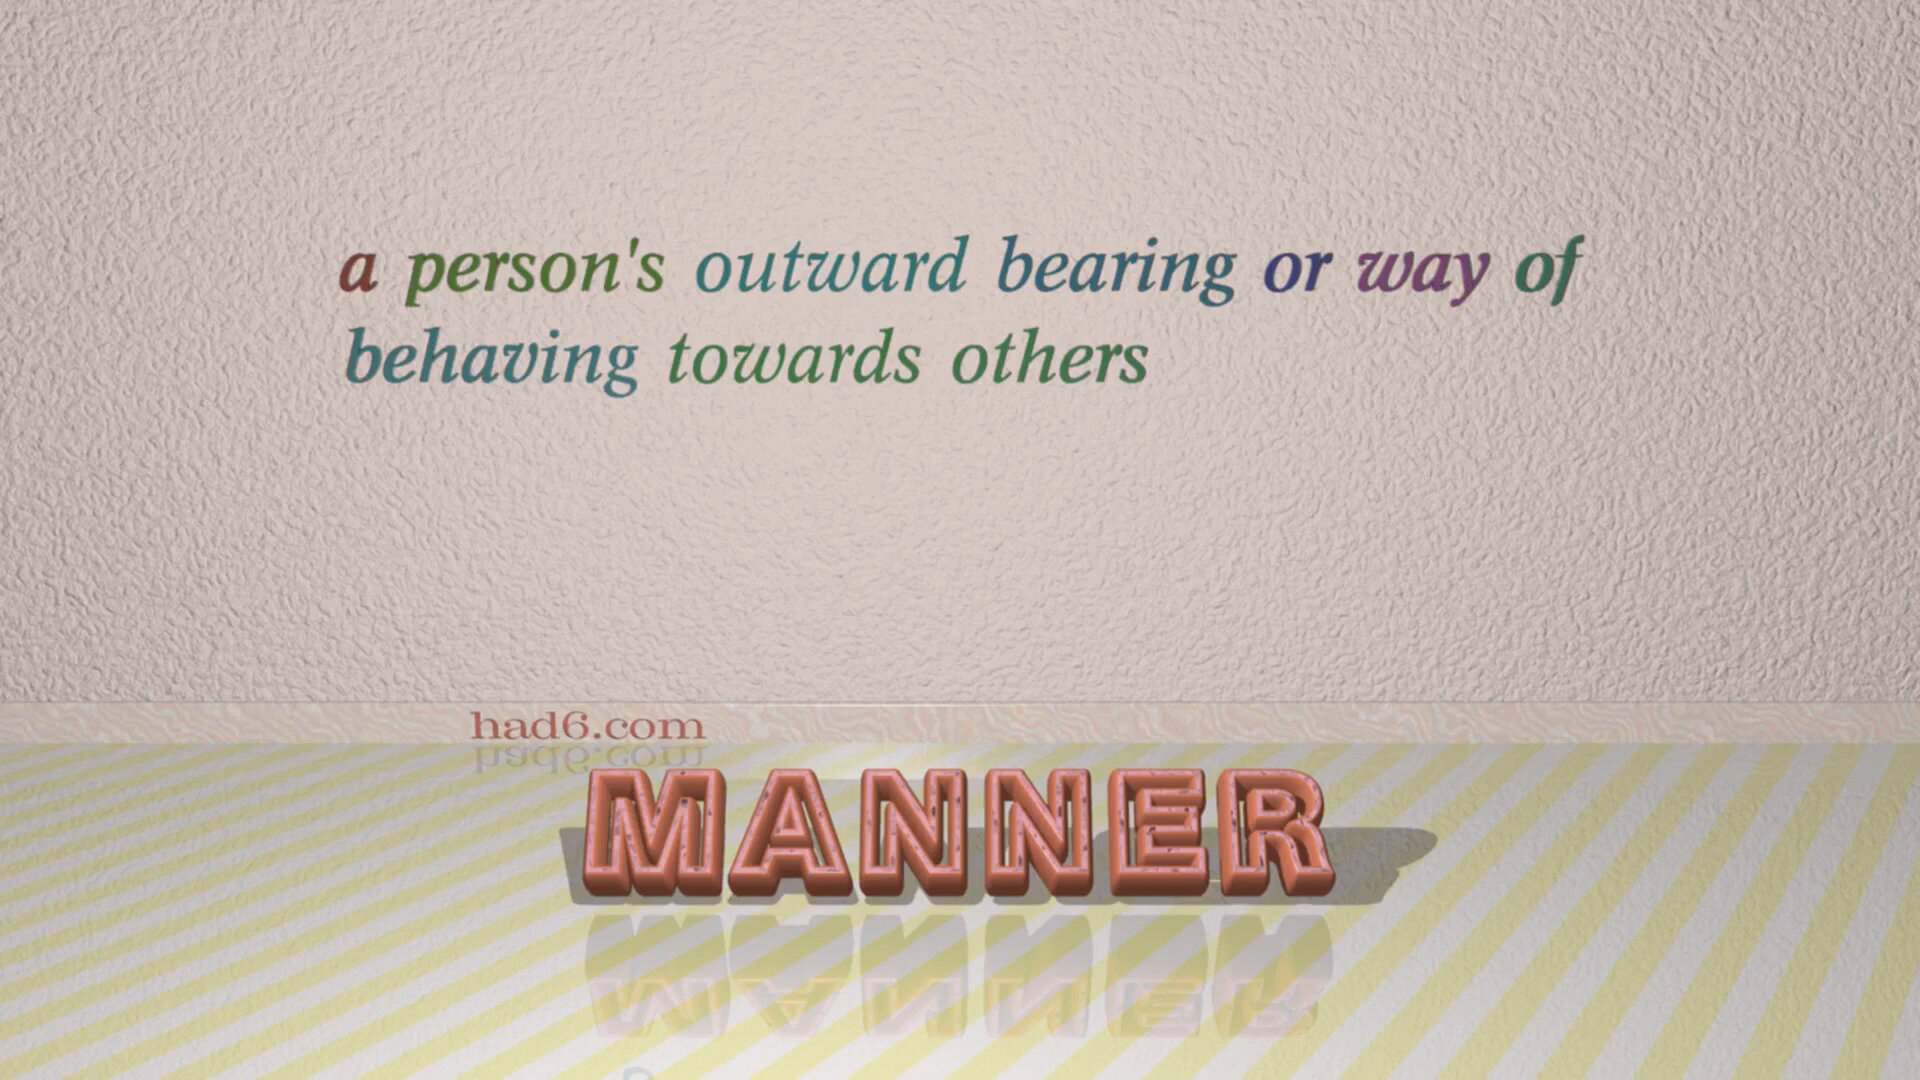 a person's outward bearing or way of
behaving towards others
had6.com
MANNER